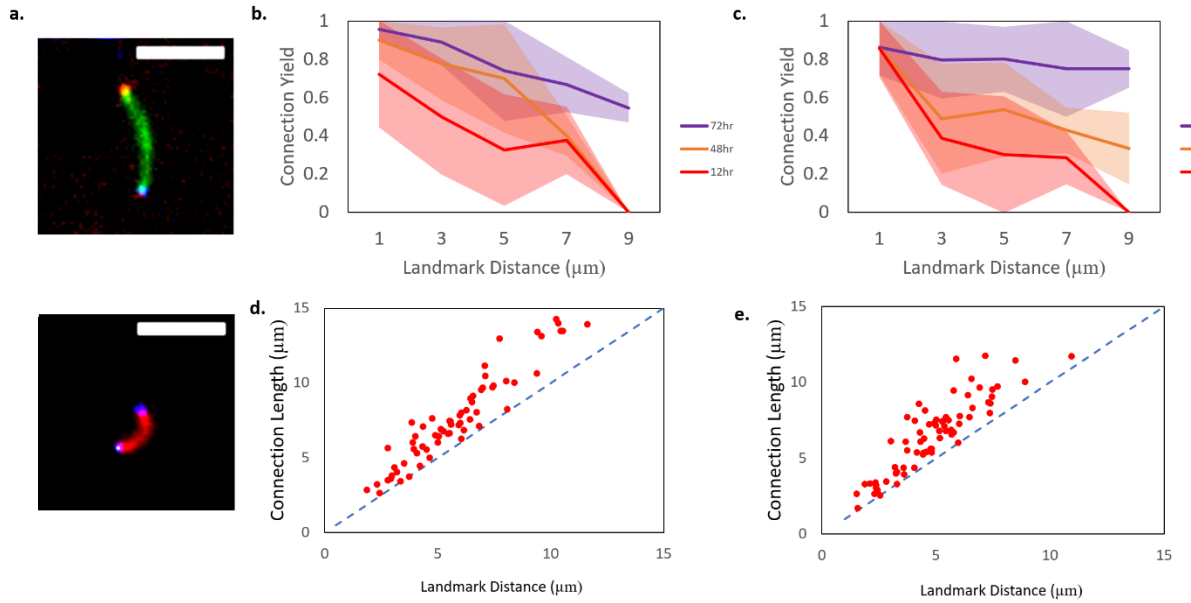 a.
b.
Connection Yield
1
0.8
0.6
0.4
0.2
0
1 3 5 7 9
Landmark Distance (µm)
72hr
48hr
12hr
c.
Connection Yield
1
0.8
0.6
0.4
0.2
0
1 3 5 7 9
Landmark Distance (µm)
d.
Connection Length (µm)
15
10
5
0
0 5 10 15
Landmark Distance (µm)
e.
Connection Length (µm)
15
10
5
0
0 5 10 15
Landmark Distance (µm)